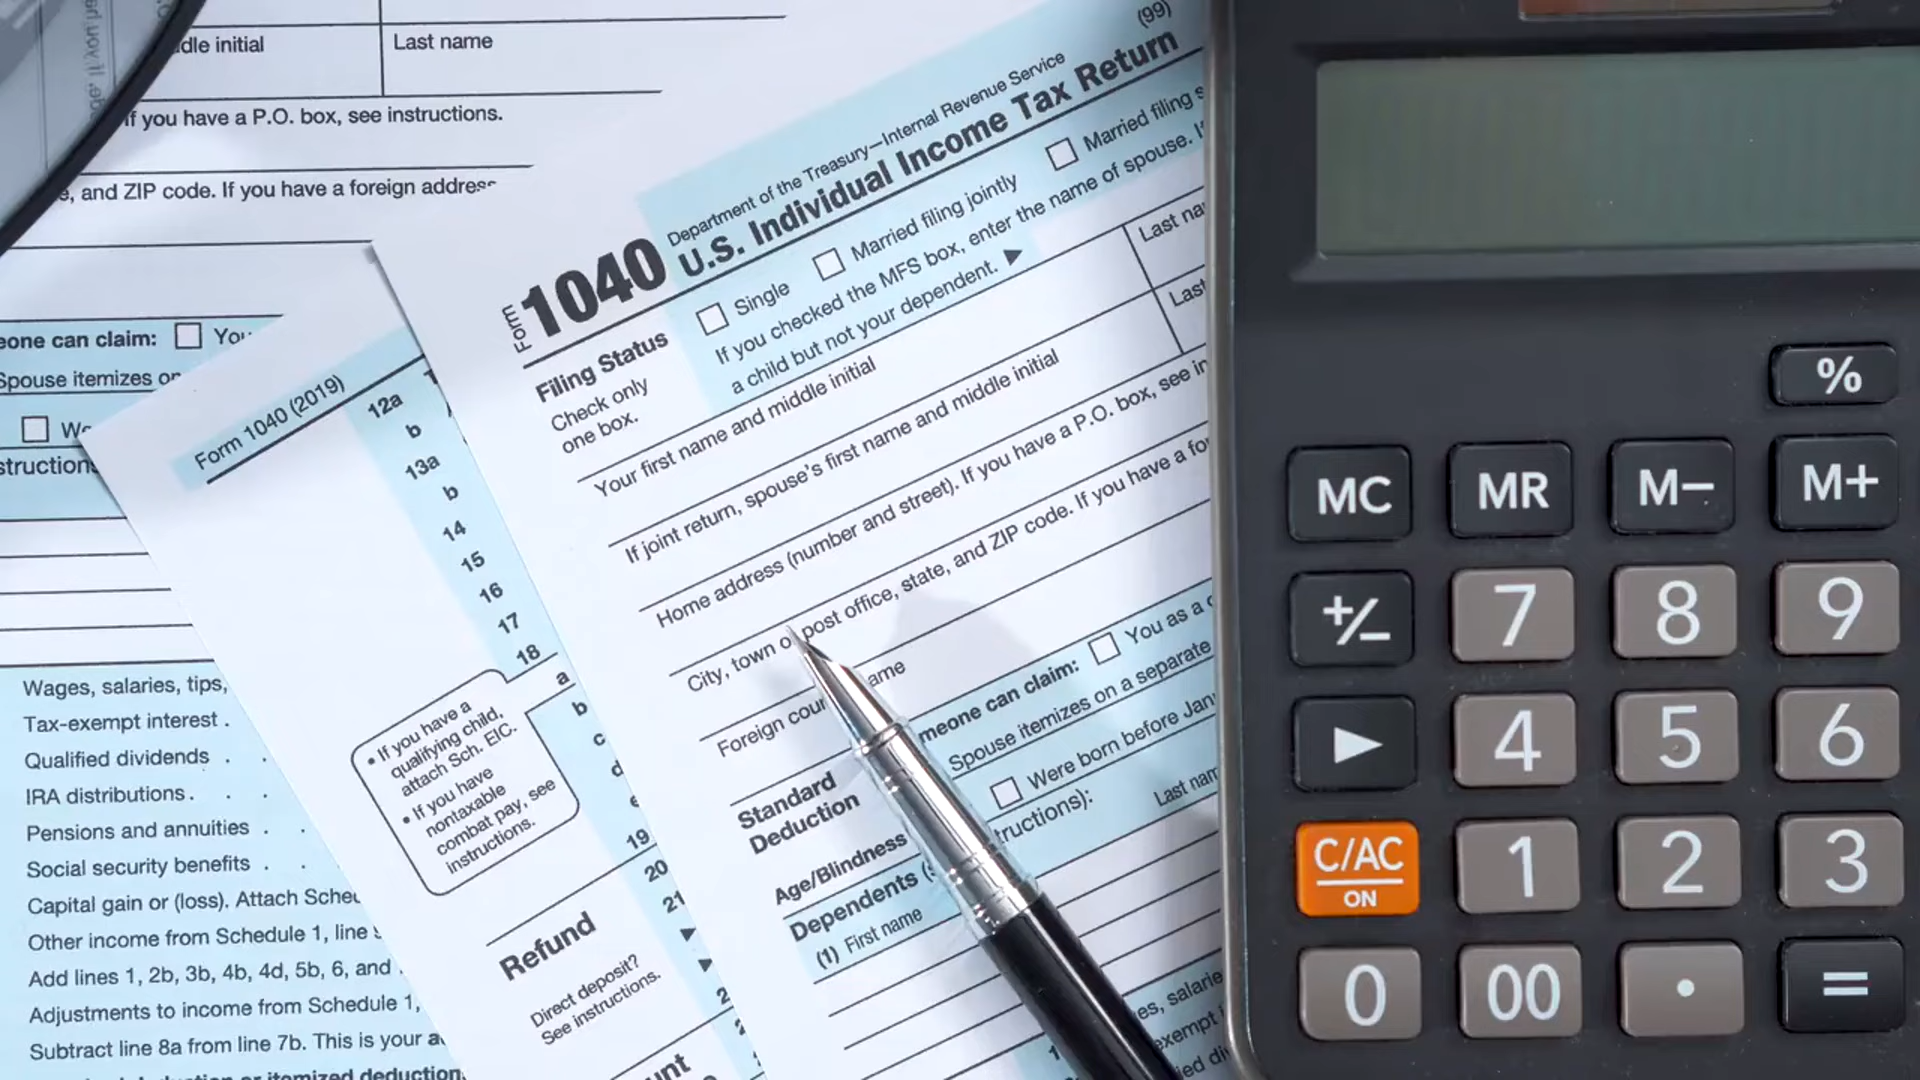 dle initial
Last name
If you have a P.O. box, see instructions.
, and ZIP code. If you have a foreign address
eone can claim:
You
Spouse itemizes or
We
structions
Wages, salaries, tips,
Tax-exempt interest .
Qualified dividends . .
IRA distributions . . .
Pensions and annuities . .
Social security benefits . .
Capital gain or (loss). Attach Sched
Other income from Schedule 1, line
Add lines 1, 2b, 3b, 4b, 4d, 5b, 6, and
Adjustments to income from Schedule 1,
Subtract line 8a from line 7b. This is your a
itemized deduction
Form 1040 (2019)
12a
b
13a
b
14
15
16
17
18
a
b
c
d
e
• If you have a
qualifying child,
attach Sch. EIC.
• If you have
nontaxable
combat pay, see
instructions.
19
20
21
Refund
Direct deposit?
See instructions.
(99)
Department of the Treasury—Internal Revenue Service
Form 1040 U.S. Individual Income Tax Return
Filing Status
Check only
one box.
Single
Married filing jointly
Married filing s
If you checked the MFS box, enter the name of spouse. I
a child but not your dependent. ►
Your first name and middle initial
Last na
If joint return, spouse's first name and middle initial
Last
Home address (number and street). If you have a P.O. box, see in
City, town o post office, state, and ZIP code. If you have a fo
Foreign cou ame
Standard
Deduction
meone can claim:
You as a d
Spouse itemizes on a separate
Age/Blindness
Were born before Jan
Dependents (s tructions):
(1) First name
Last nam
es, salarie
exempt i
ed di
%
MC MR M− M+
+/− 7 8 9
► 4 5 6
C/AC
ON
1 2 3
0 00 . =